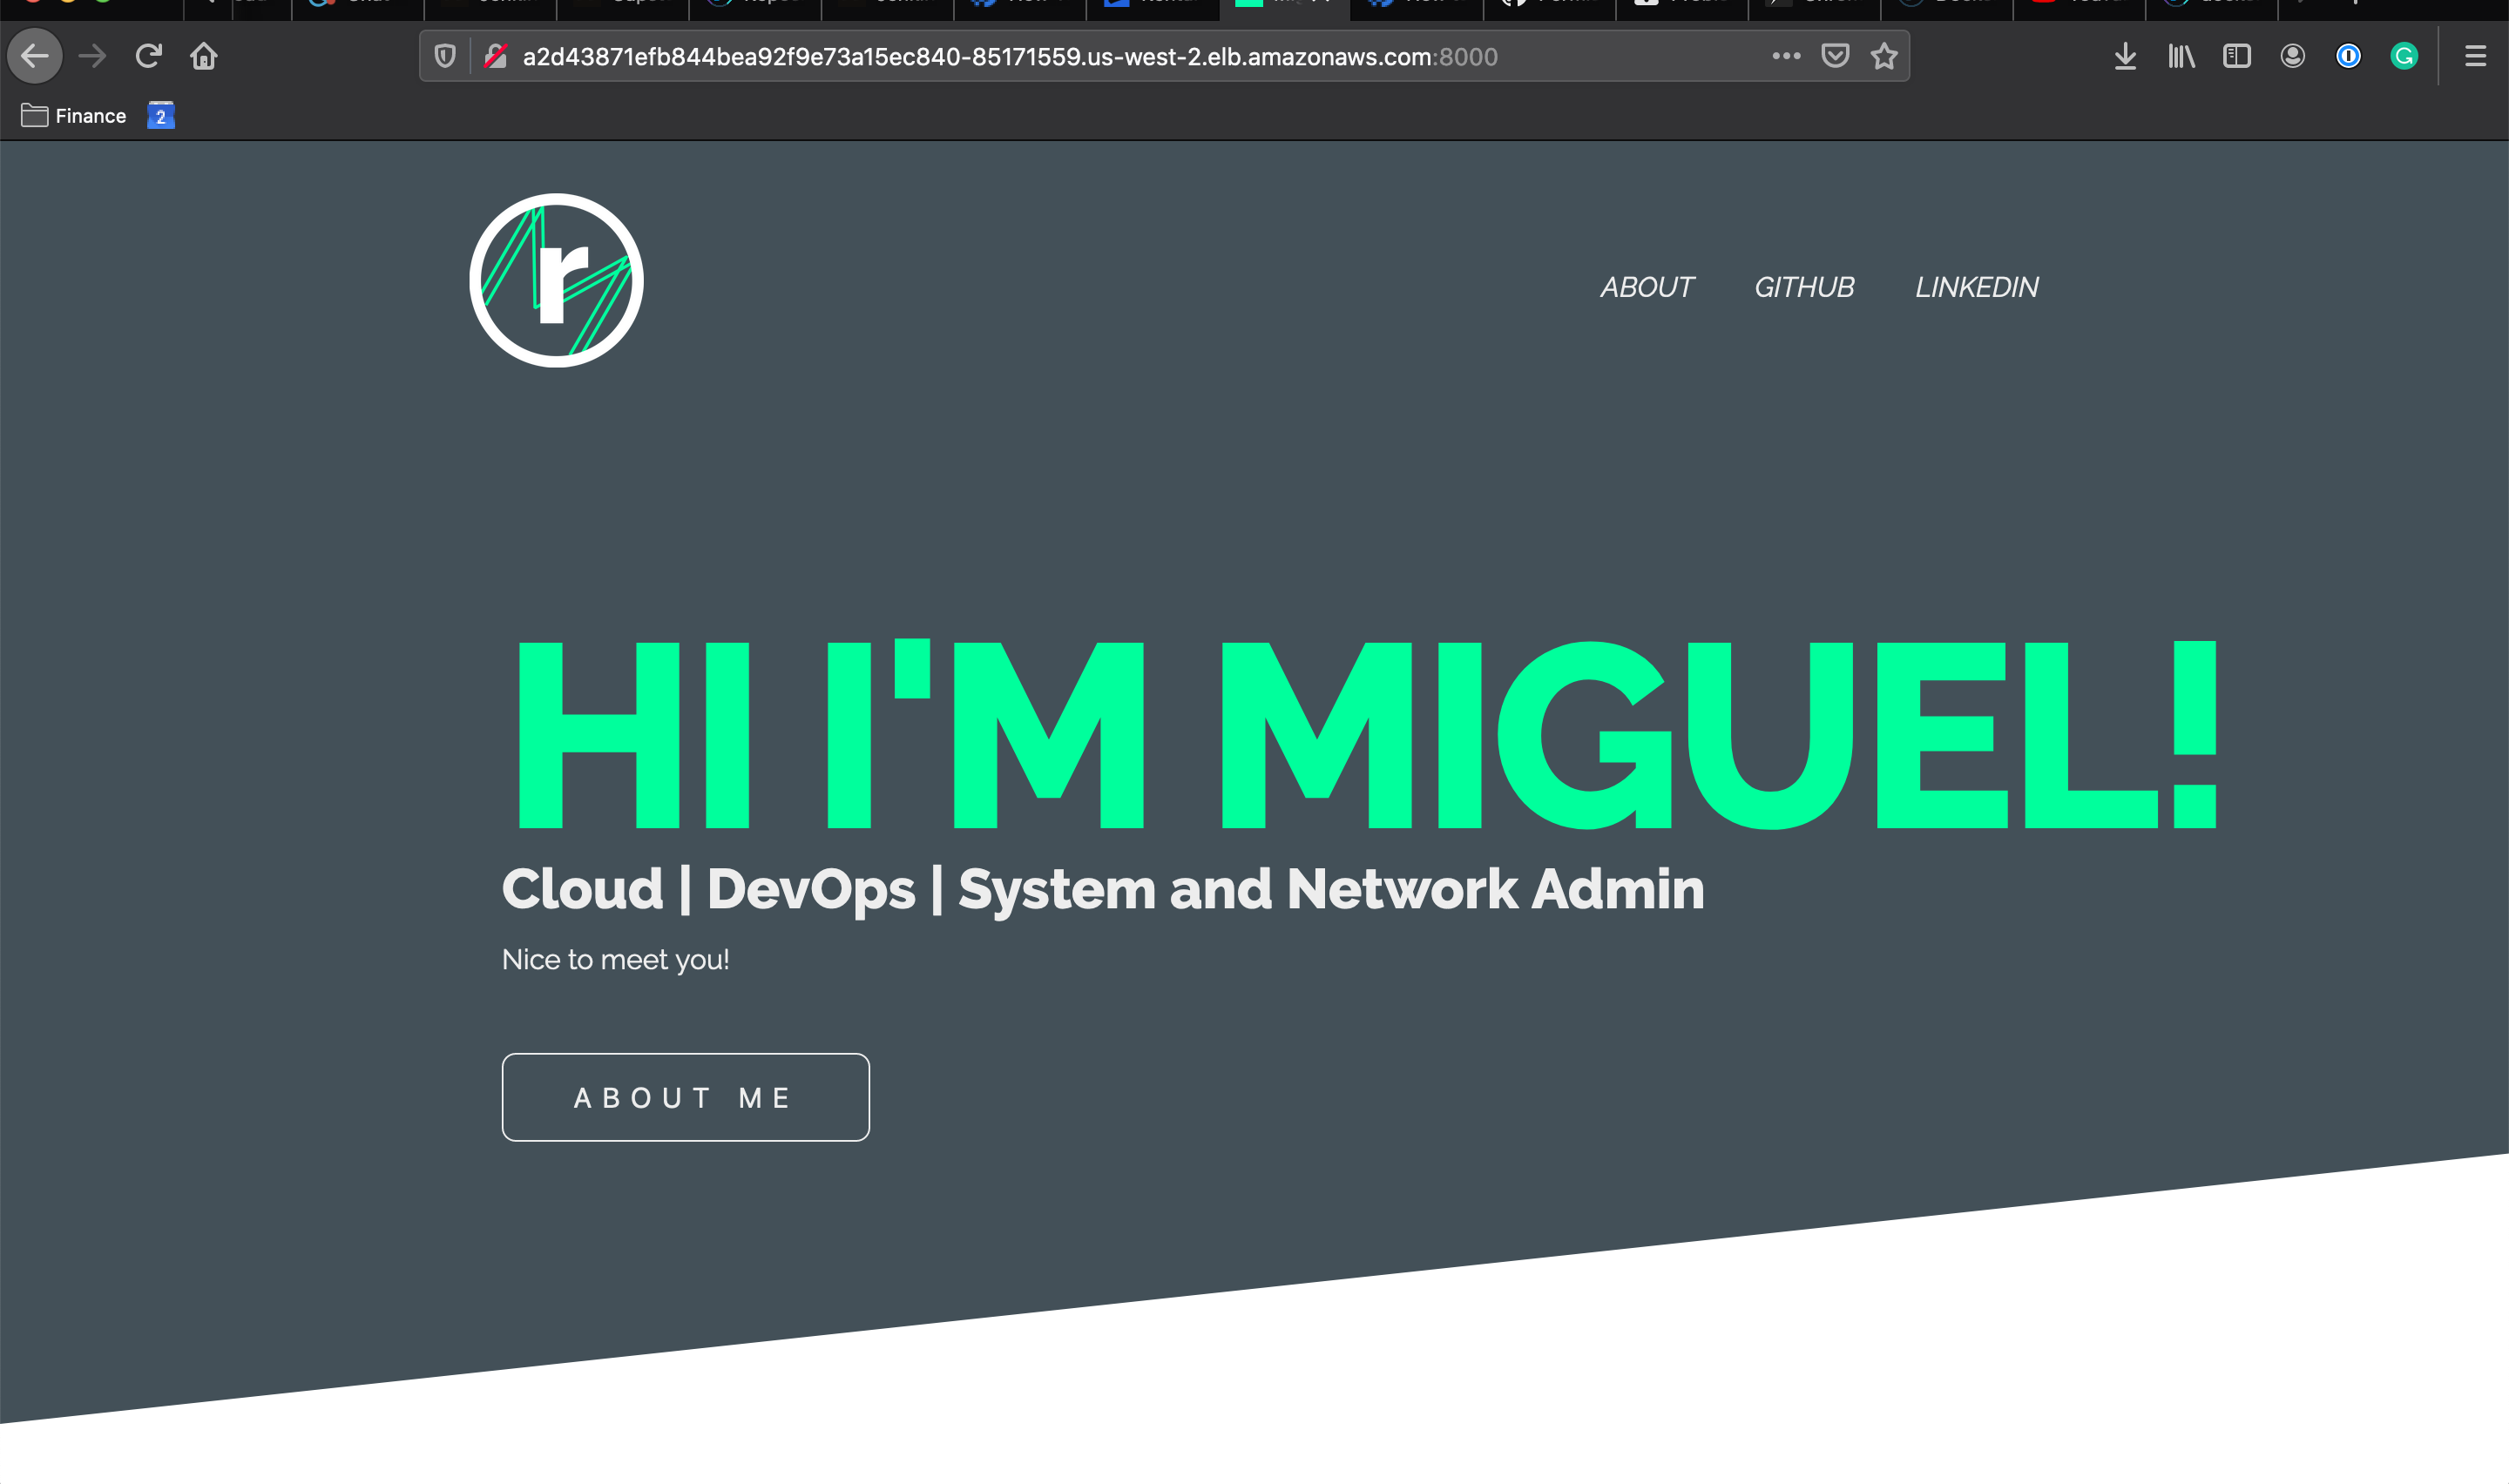 a2d43871efb844bea92f9e73a15ec840-85171559.us-west-2.elb.amazonaws.com:8000
Finance
2
r
ABOUT GITHUB LINKEDIN
HI I'M MIGUEL!
Cloud | DevOps | System and Network Admin
Nice to meet you!
ABOUT ME